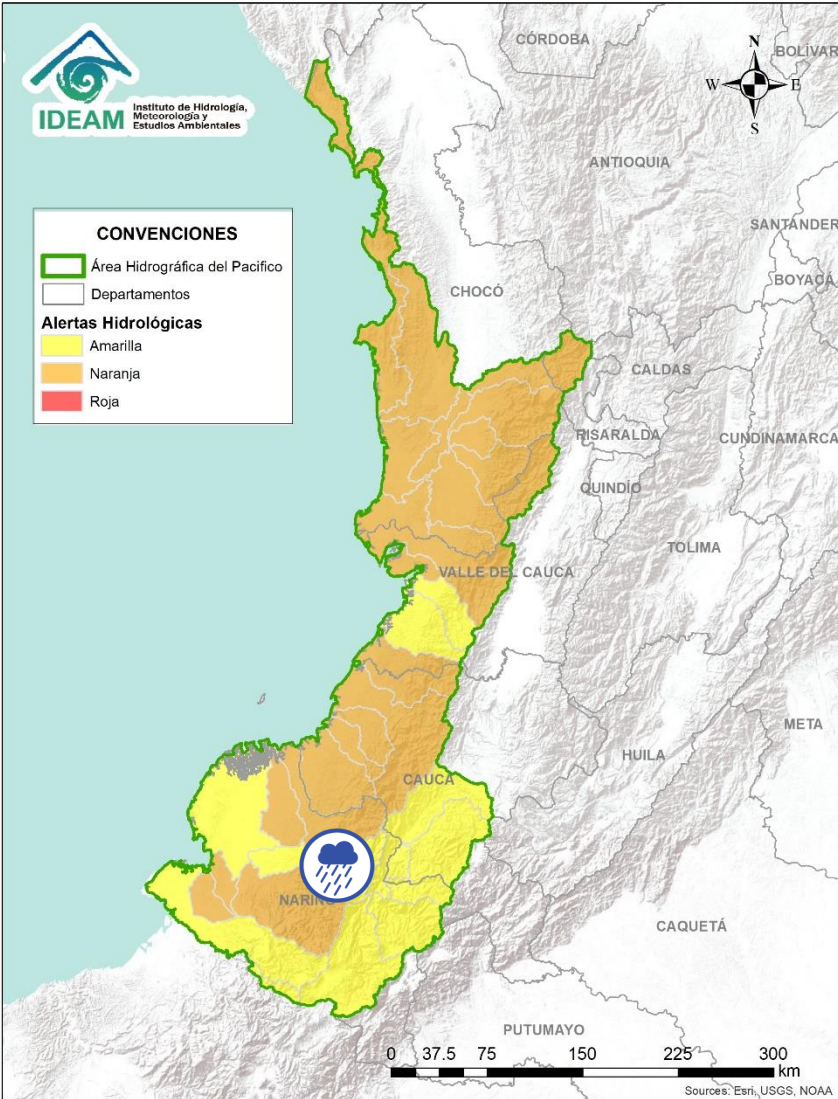 IDEAM
Instituto de Hidrología,
Meteorología y
Estudios Ambientales
N
W
E
S
CÓRDOBA
BOLÍVAR
ANTIOQUIA
SANTANDER
BOYACÁ
CONVENCIONES
Área Hidrográfica del Pacifico
Departamentos
Alertas Hidrológicas
Amarilla
Naranja
Roja
CHOCÓ
CALDAS
RISARALDA
CUNDINAMARCA
QUINDÍO
TOLIMA
VALLE DEL CAUCA
META
HUILA
CAUCA
NARIÑO
CAQUETÁ
PUTUMAYO
0 37.5 75 150 225 300
km
Sources: Esri, USGS, NOAA